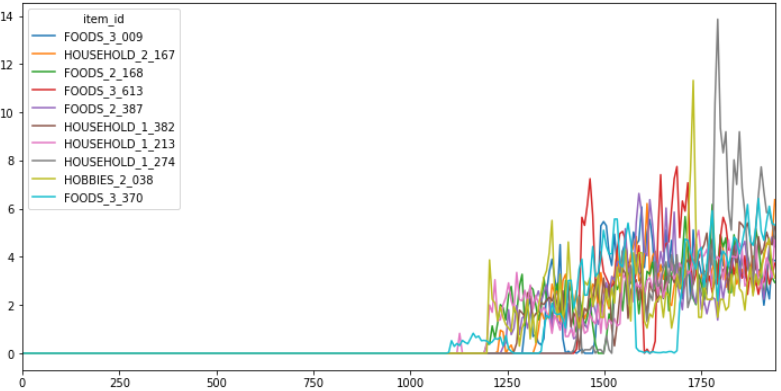 14
12
10
8
6
4
2
0
item_id
FOODS_3_009
HOUSEHOLD_2_167
FOODS_2_168
FOODS_3_613
FOODS_2_387
HOUSEHOLD_1_382
HOUSEHOLD_1_213
HOUSEHOLD_1_274
HOBBIES_2_038
FOODS_3_370
0 250 500 750 1000 1250 1500 1750